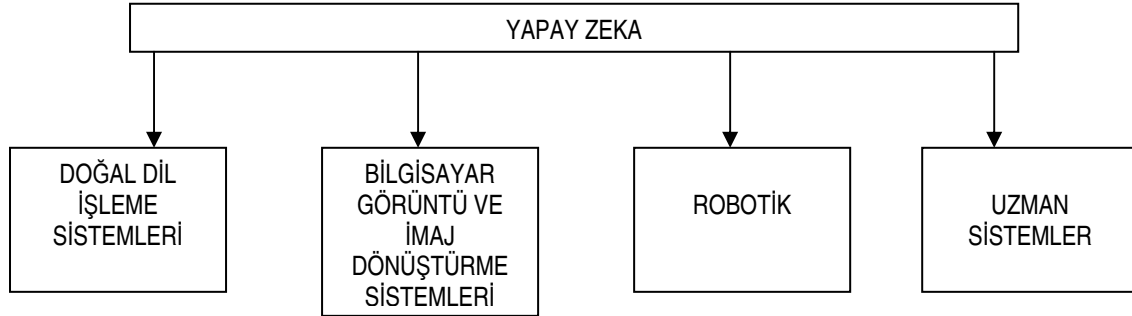 YAPAY ZEKA
DOĞAL DİL
İŞLEME
SİSTEMLERİ
BİLGİSAYAR
GÖRÜNTÜ VE
İMAJ
DÖNÜŞTÜRME
SİSTEMLERİ
ROBOTİK
UZMAN
SİSTEMLER